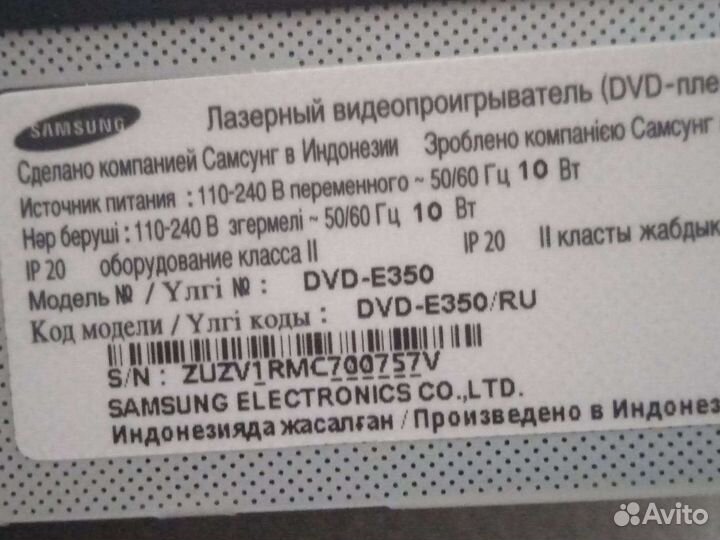 SAMSUNG
Лазерный видеопроигрыватель (DVD-пле
Сделано компанией Самсунг в Индонезии Зроблено компанією Самсунг
Источник питания : 110-240 В переменного ~ 50/60 Гц 10 Вт
Нәр беруші : 110-240 В згермелі ~ 50/60 Гц 10 Вт
IP 20 оборудование класса II IP 20 II класты жабдық
Модель № / Үлгі № : DVD-E350
Код модели / Үлгі коды : DVD-E350/RU
S/N : ZUZV1RMC700757V
SAMSUNG ELECTRONICS CO.,LTD.
Индонезияда жасалған / Произведено в Индонез
Avito